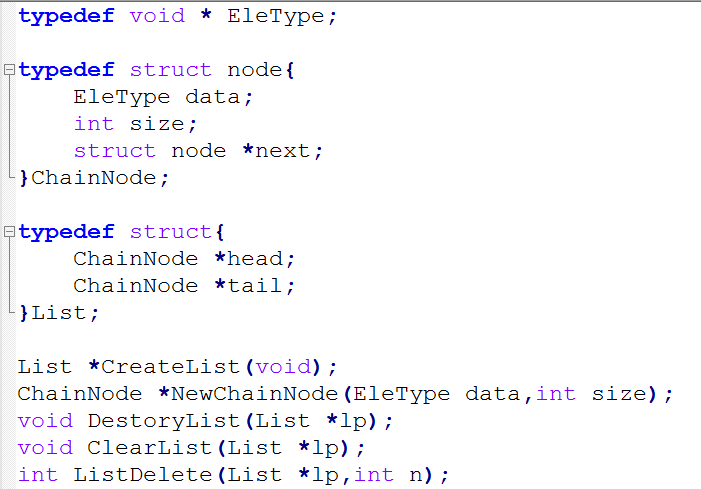 typedef void * EleType;
typedef struct node{
EleType data;
int size;
struct node *next;
}ChainNode;
typedef struct{
ChainNode *head;
ChainNode *tail;
}List;
List *CreateList(void);
ChainNode *NewChainNode(EleType data,int size);
void DestoryList(List *lp);
void ClearList(List *lp);
int ListDelete(List *lp,int n);